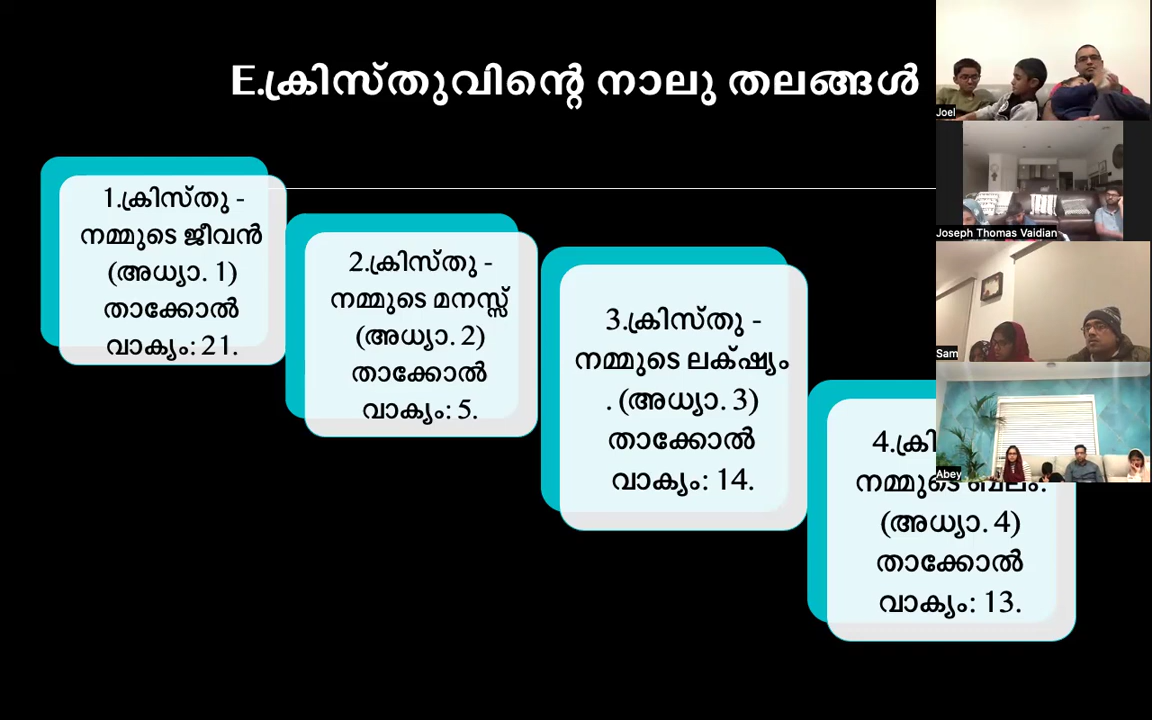 E.ക്രിസ്തുവിന്റെ നാലു തലങ്ങൾ
1.ക്രിസ്തു -
നമ്മുടെ ജീവൻ
(അധ്യാ. 1)
താക്കോൽ
വാക്യം: 21.
2.ക്രിസ്തു -
നമ്മുടെ മനസ്സ്
(അധ്യാ. 2)
താക്കോൽ
വാക്യം: 5.
3.ക്രിസ്തു -
നമ്മുടെ ലക്‌ഷ്യം
. (അധ്യാ. 3)
താക്കോൽ
വാക്യം: 14.
നമ്മുടെ
(അധ്യാ. 4)
താക്കോൽ
വാക്യം: 13.
Joel
Joseph Thomas Vaidian
Sam
Abey